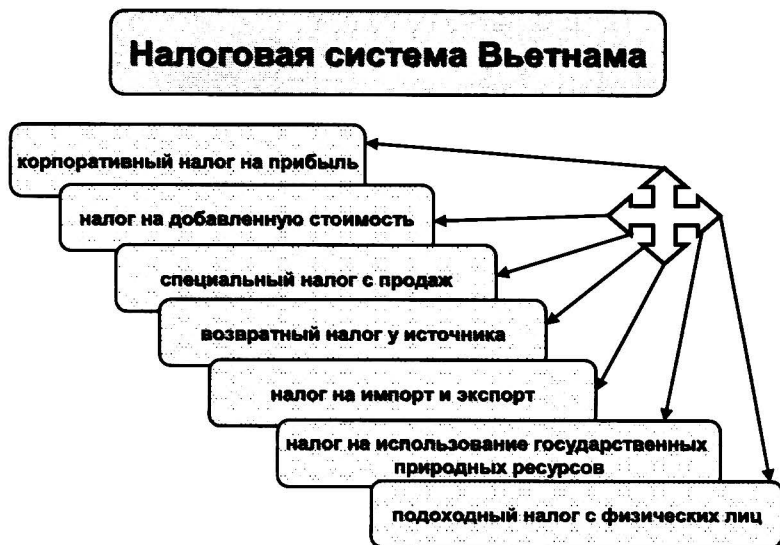 Налоговая система Вьетнама
корпоративный налог на прибыль
налог на добавленную стоимость
специальный налог с продаж
возвратный налог у источника
налог на импорт и экспорт
налог на использование государственных
природных ресурсов
подоходный налог с физических лиц